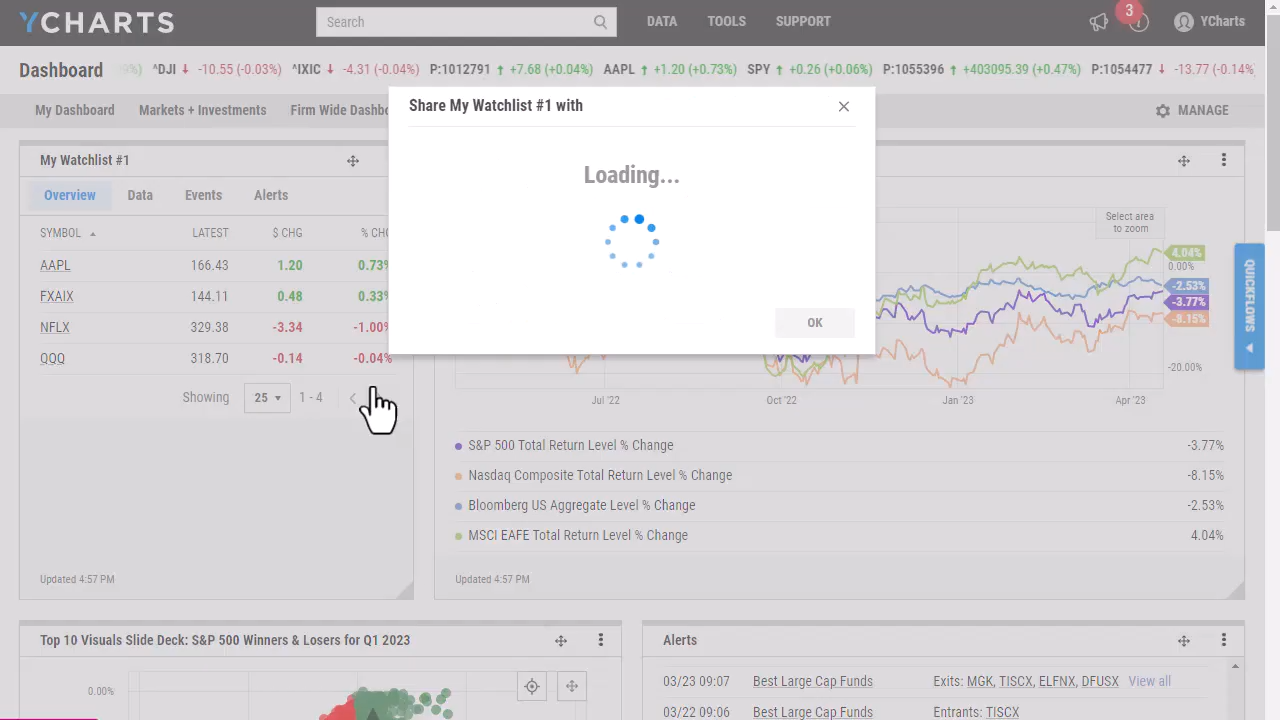 YCHARTS
Search
DATA TOOLS SUPPORT
3
YCharts
Dashboard
^DJI -10.55 (-0.03%) ^IXIC -4.31 (-0.04%) P:1012791 +7.68 (+0.04%) AAPL +1.20 (+0.73%) SPY +0.26 (+0.06%) P:1055396 +403095.39 (+0.47%) P:1054477 -13.77 (-0.14%
My Dashboard Markets + Investments Firm Wide Dashbo
MANAGE
Share My Watchlist #1 with
Loading...
OK
My Watchlist #1
Overview Data Events Alerts
SYMBOL LATEST $ CHG % CHG
AAPL 166.43 1.20 0.73%
FXAIX 144.11 0.48 0.33%
NFLX 329.38 -3.34 -1.00%
QQQ 318.70 -0.14 -0.04%
Showing 25 1 - 4
Updated 4:57 PM
Select area
to zoom
4.04%
0.00%
-2.53%
-3.77%
-8.15%
-20.00%
Jul '22 Oct '22 Jan '23 Apr '23
S&P 500 Total Return Level % Change -3.77%
Nasdaq Composite Total Return Level % Change -8.15%
Bloomberg US Aggregate Level % Change -2.53%
MSCI EAFE Total Return Level % Change 4.04%
Updated 4:57 PM
QUICKFLOWS
Top 10 Visuals Slide Deck: S&P 500 Winners & Losers for Q1 2023
0.00%
Alerts
03/23 09:07 Best Large Cap Funds Exits: MGK, TISCX, ELFNX, DFUSX View all
03/22 09:06 Best Large Cap Funds Entrants: TISCX